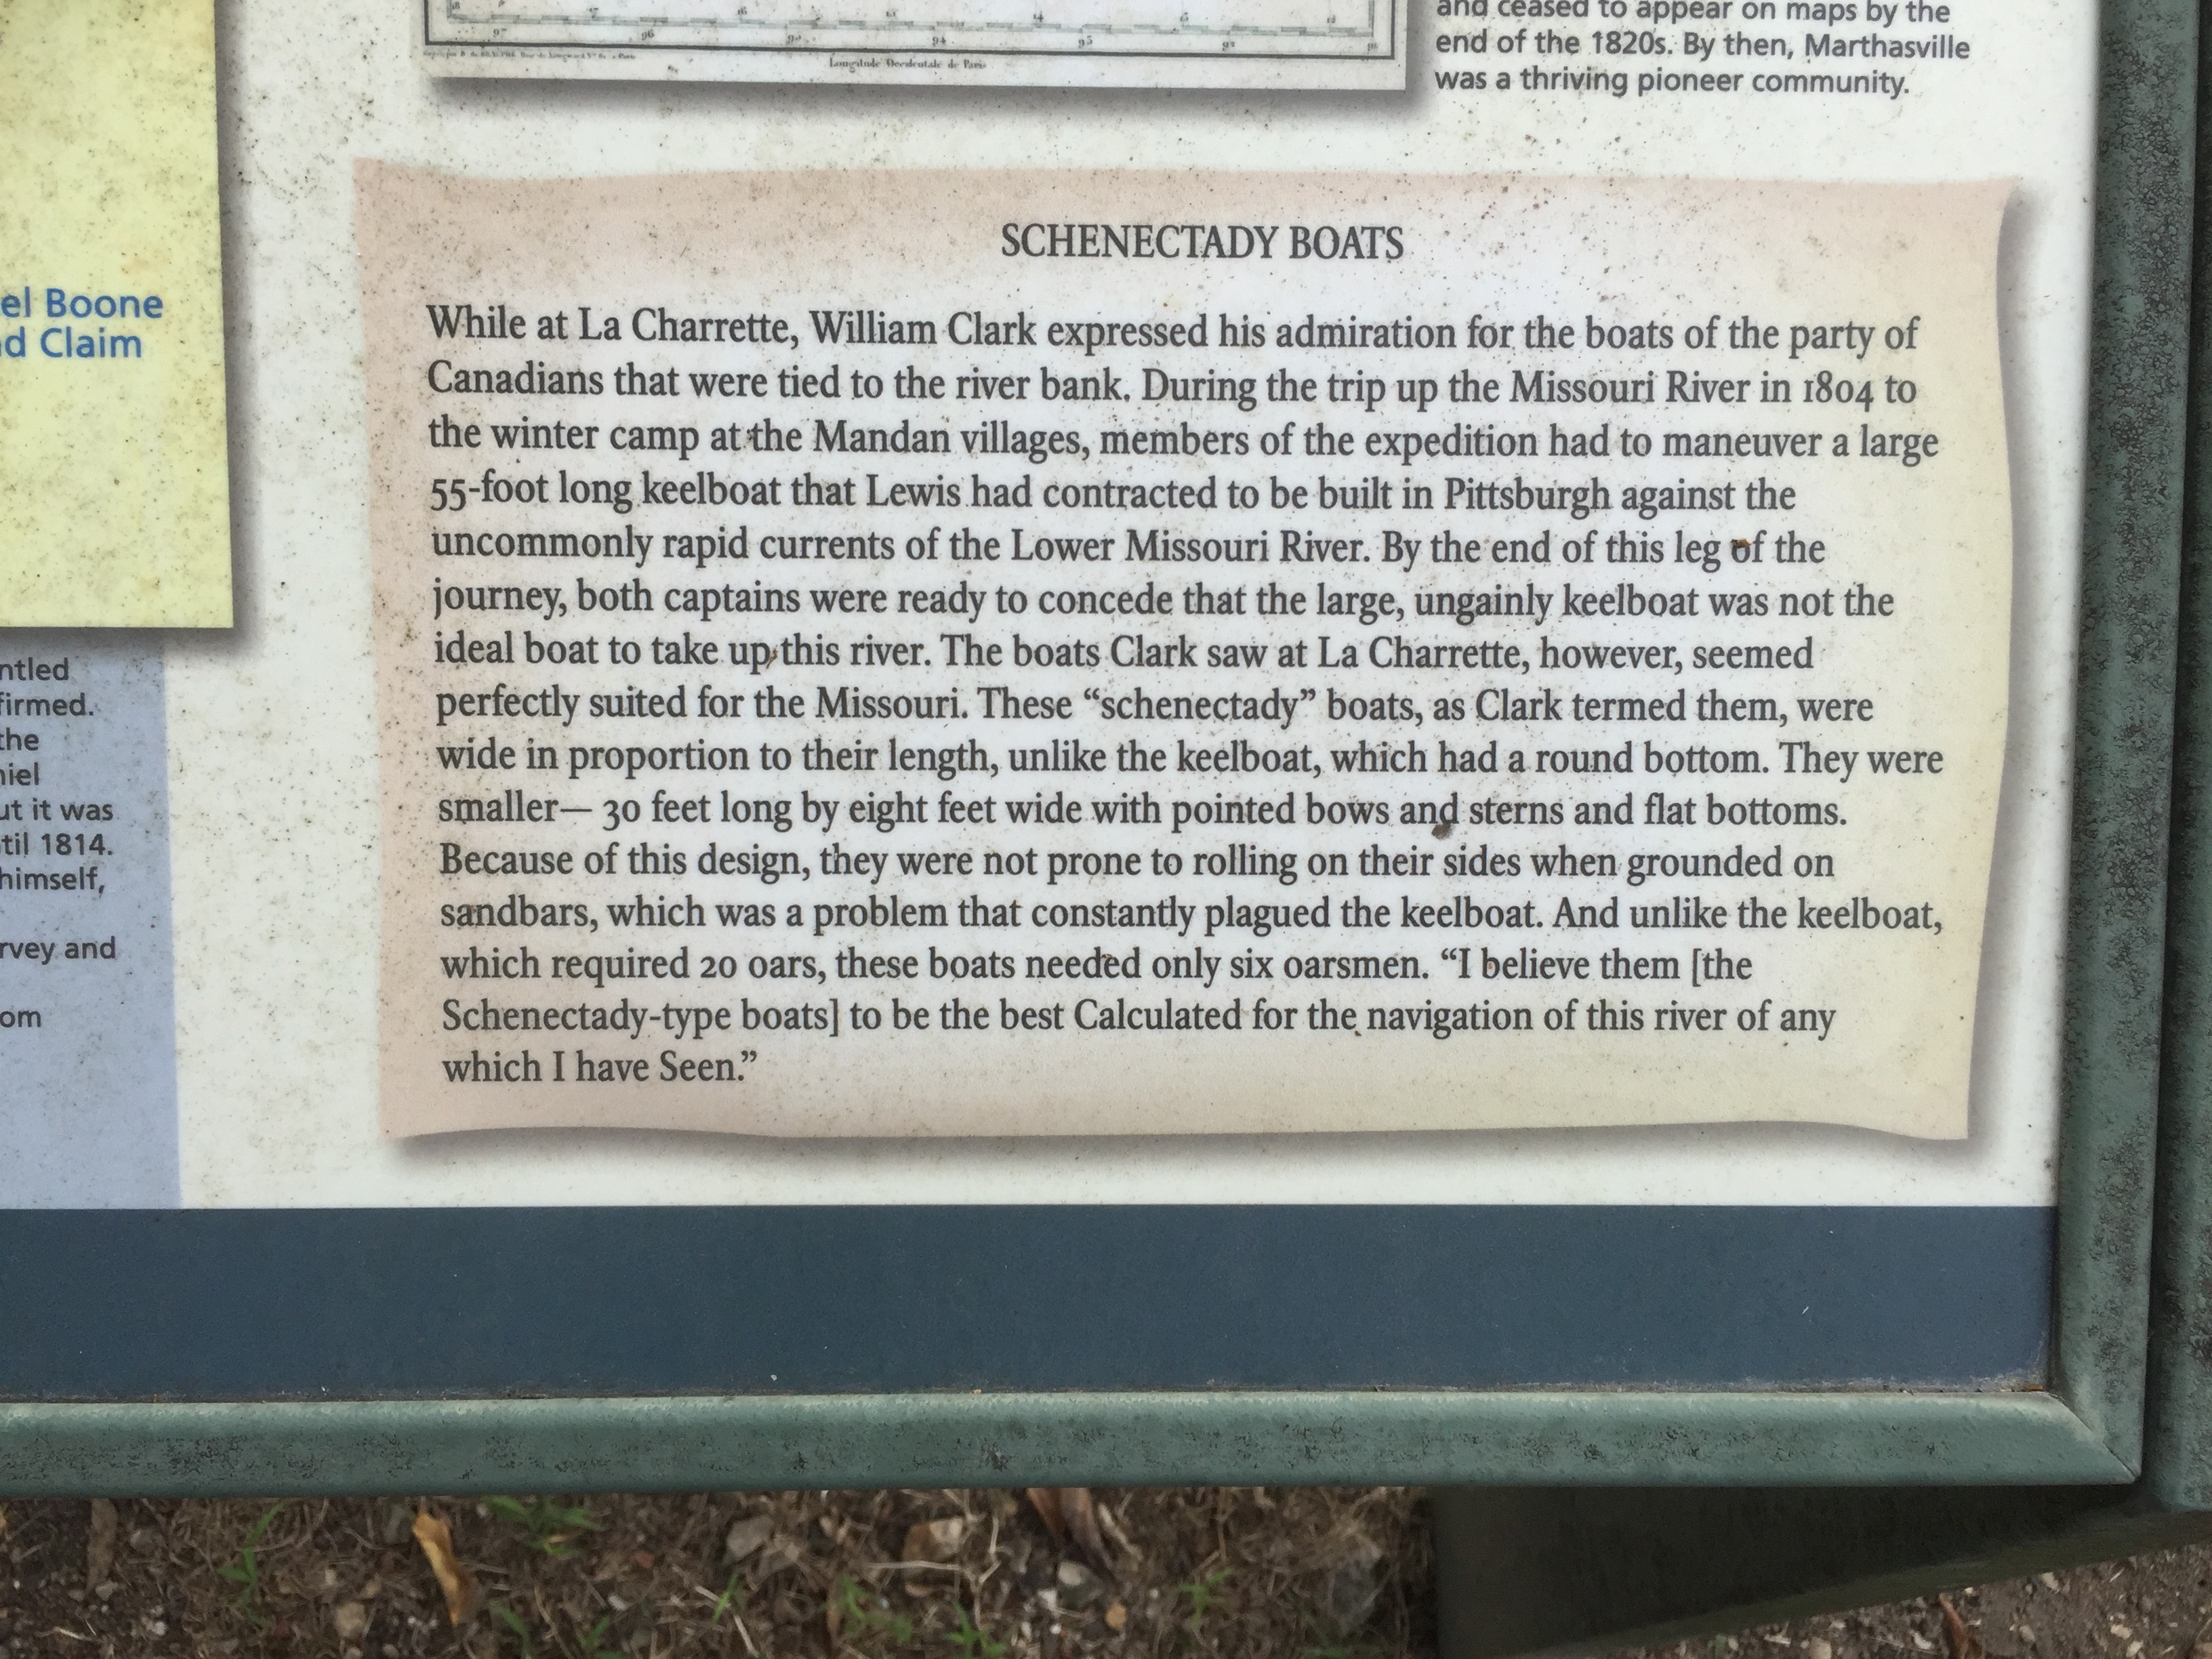 and ceased to appear on maps by the
end of the 1820s. By then, Marthasville
was a thriving pioneer community.
Longitude Occidentale de Paris
el Boone
d Claim
ntled
firmed.
the
niel
ut it was
til 1814.
himself,
rvey and
om
SCHENECTADY BOATS
While at La Charrette, William Clark expressed his admiration for the boats of the party of
Canadians that were tied to the river bank. During the trip up the Missouri River in 1804 to
the winter camp at the Mandan villages, members of the expedition had to maneuver a large
55-foot long keelboat that Lewis had contracted to be built in Pittsburgh against the
uncommonly rapid currents of the Lower Missouri River. By the end of this leg of the
journey, both captains were ready to concede that the large, ungainly keelboat was not the
ideal boat to take up this river. The boats Clark saw at La Charrette, however, seemed
perfectly suited for the Missouri. These “schenectady” boats, as Clark termed them, were
wide in proportion to their length, unlike the keelboat, which had a round bottom. They were
smaller— 30 feet long by eight feet wide with pointed bows and sterns and flat bottoms.
Because of this design, they were not prone to rolling on their sides when grounded on
sandbars, which was a problem that constantly plagued the keelboat. And unlike the keelboat,
which required 20 oars, these boats needed only six oarsmen. “I believe them [the
Schenectady-type boats] to be the best Calculated for the navigation of this river of any
which I have Seen.”